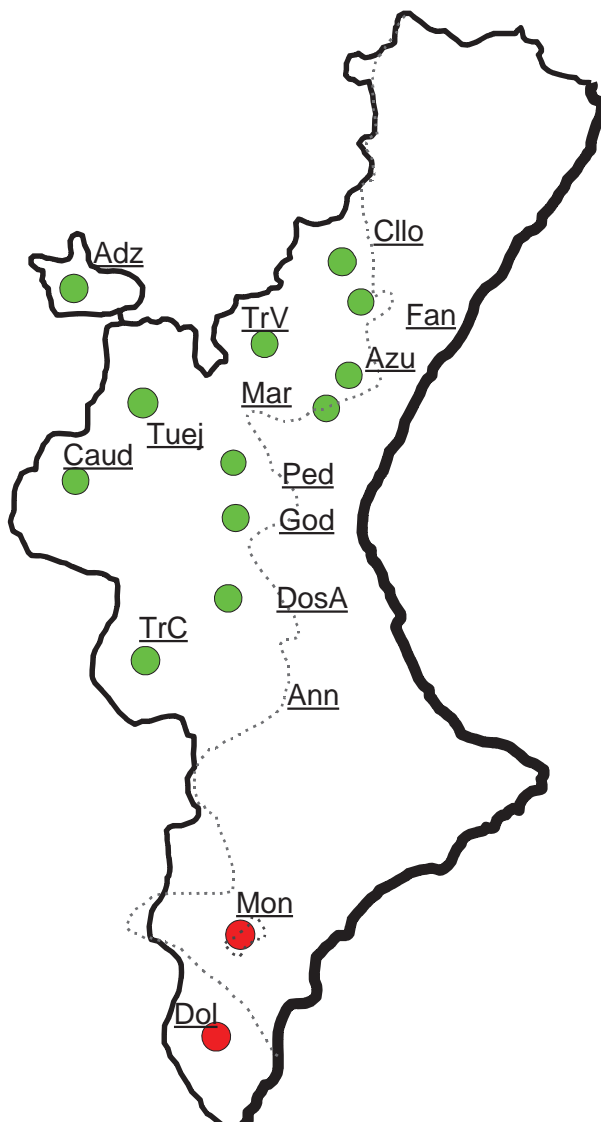 Cllo
Adz
Fan
TrV
Azu
Mar
Tuej
Caud
Ped
God
DosA
TrC
Ann
Mon
Dol